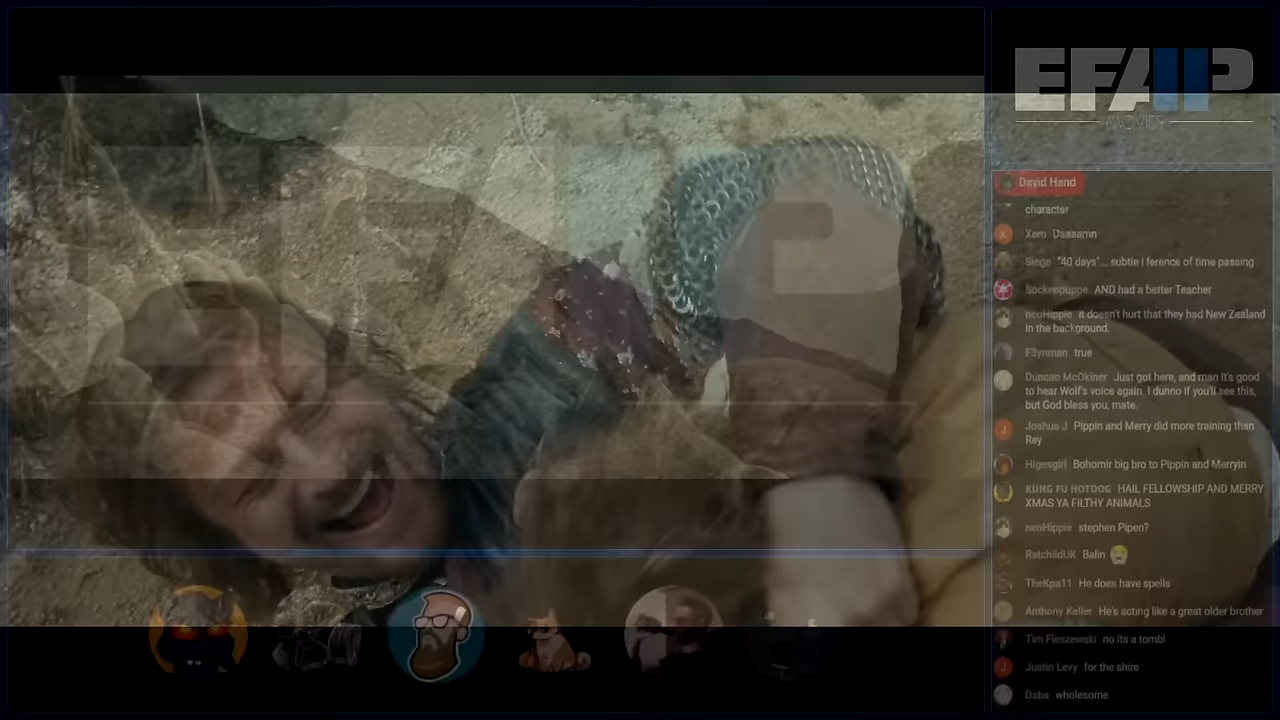 EFAP
MOVIES
David Hand
character
Xero Daaaamn
Siege "40 days"... subtle i ference of time passing
Sockenpuppe AND had a better Teacher
neoHippie it doesn't hurt that they had New Zealand
in the background.
F3ynman true
Duncan McOkiner Just got here, and man it's good
to hear Wolf's voice again. I dunno if you'll see this,
but God bless you, mate.
Joshua J Pippin and Merry did more training than
Rey
Higesgirl Bohomir big bro to Pippin and Merryin
KUNG FU HOTDOG HAIL FELLOWSHIP AND MERRY
XMAS YA FILTHY ANIMALS
neoHippie stephen Pipen?
RatchildUK Balin
TheKps11 He does have spells
Anthony Keller He's acting like a great older brother
Tim Fieszewski no its a tomb!
Justin Levy for the shire
Daba wholesome